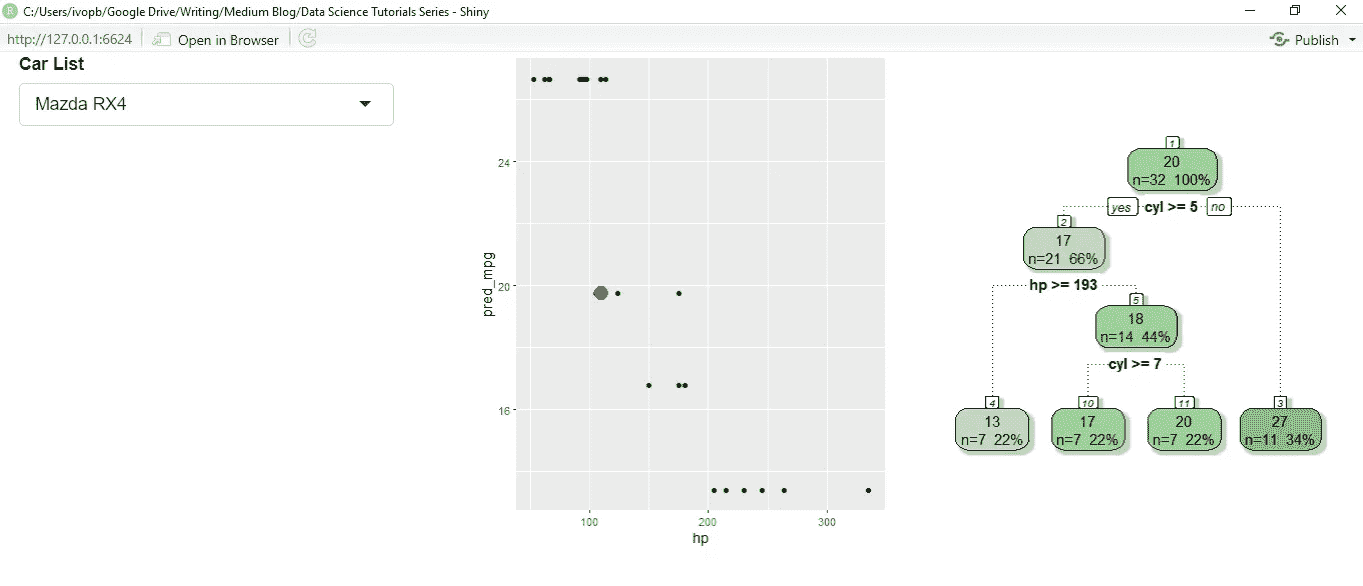 C:/Users/ivopb/Google Drive/Writing/Medium Blog/Data Science Tutorials Series - Shiny
http://127.0.0.1:6624 Open in Browser Publish
Car List
Mazda RX4
24
20
16
pred_mpg
100 200 300
hp
1
20
n=32 100%
yes cyl >= 5 no
2
17
n=21 66%
hp >= 193
5
18
n=14 44%
cyl >= 7
4 10 11 3
13 17 20 27
n=7 22% n=7 22% n=7 22% n=11 34%